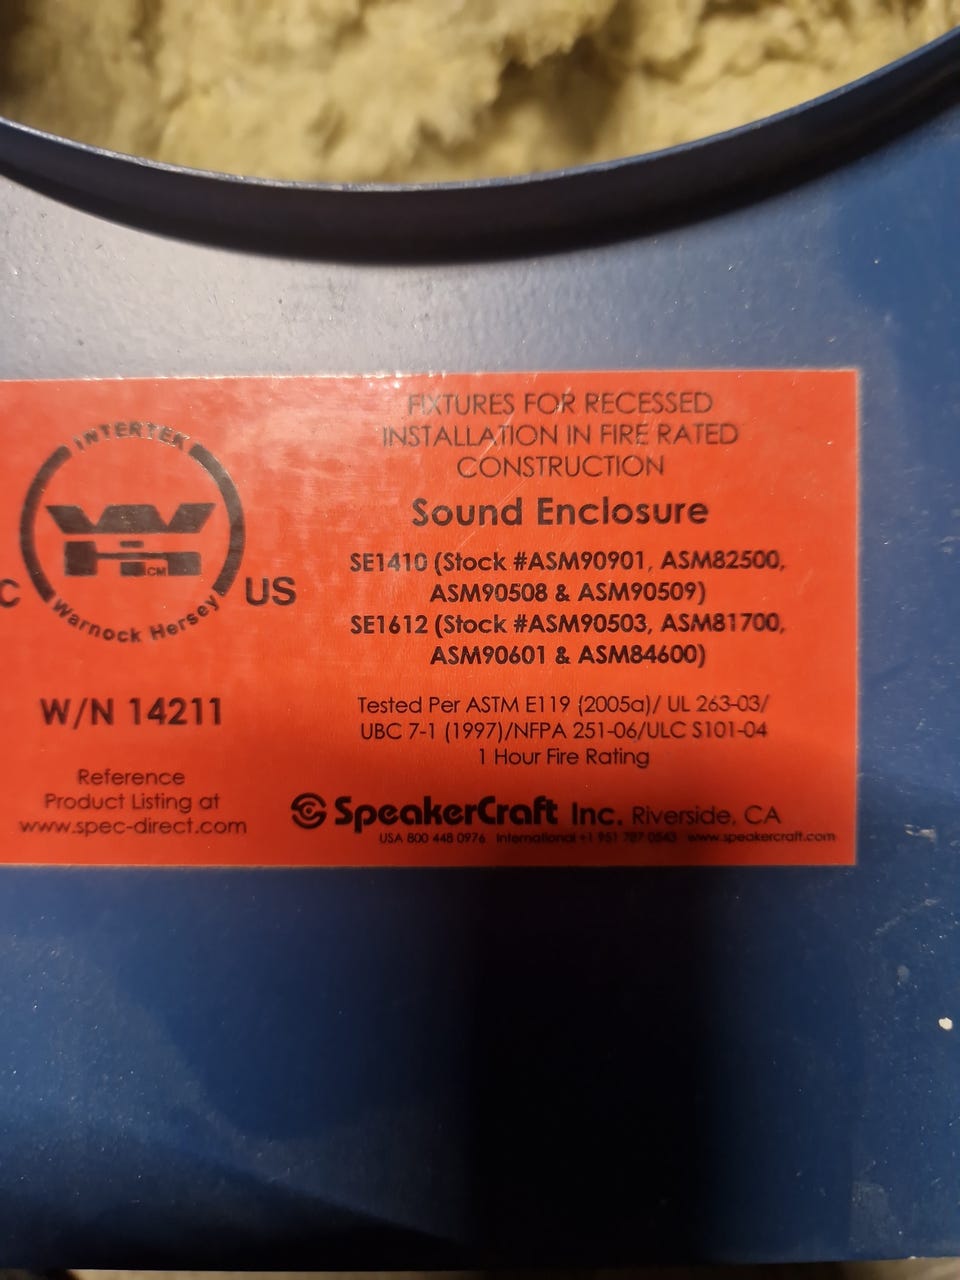 INTERTEK
WH
CM
C US
Warnock Hersey
W/N 14211
Reference
Product Listing at
www.spec-direct.com
FIXTURES FOR RECESSED
INSTALLATION IN FIRE RATED
CONSTRUCTION
Sound Enclosure
SE1410 (Stock #ASM90901, ASM82500,
ASM90508 & ASM90509)
SE1612 (Stock #ASM90503, ASM81700,
ASM90601 & ASM84600)
Tested Per ASTM E119 (2005a)/ UL 263-03/
UBC 7-1 (1997)/NFPA 251-06/ULC S101-04
1 Hour Fire Rating
SpeakerCraft Inc. Riverside, CA
USA 800 448 0976 International +1 951 787 0543 www.speakercraft.com